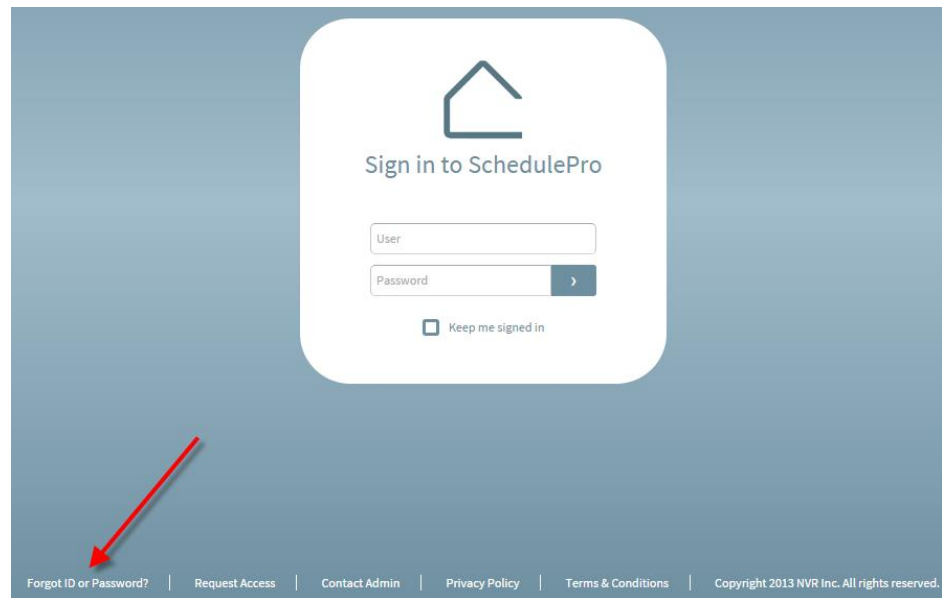 Sign in to SchedulePro
User
Password
Keep me signed in
Forgot ID or Password? | Request Access | Contact Admin | Privacy Policy | Terms & Conditions | Copyright 2013 NVR Inc. All rights reserved.